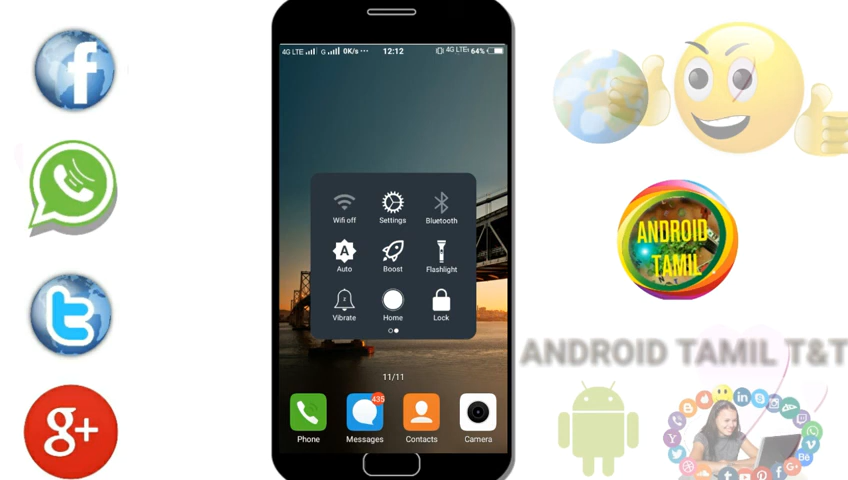 4G LTE G 0K/s ··· 12:12 4G LTE 64%
Wifi off Settings Bluetooth
A
Auto Boost Flashlight
z
Vibrate Home Lock
11/11
435
Phone Messages Contacts Camera
f
t
g+
ANDROID
TAMIL
ANDROID TAMIL T&T